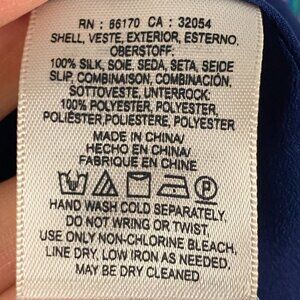 RN : 66170 CA : 32054
SHELL, VESTE, EXTERIOR, ESTERNO,
OBERSTOFF:
100% SILK, SOIE, SEDA, SETA, SEIDE
SLIP, COMBINAISON, COMBINACIÓN,
SOTTOVESTE, UNTERROCK:
100% POLYESTER, POLYESTER,
POLIÉSTER,POLIESTERE, POLYESTER
MADE IN CHINA/
HECHO EN CHINA/
FABRIQUE EN CHINE
HAND WASH COLD SEPARATELY,
DO NOT WRING OR TWIST,
USE ONLY NON-CHLORINE BLEACH,
LINE DRY, LOW IRON AS NEEDED,
MAY BE DRY CLEANED